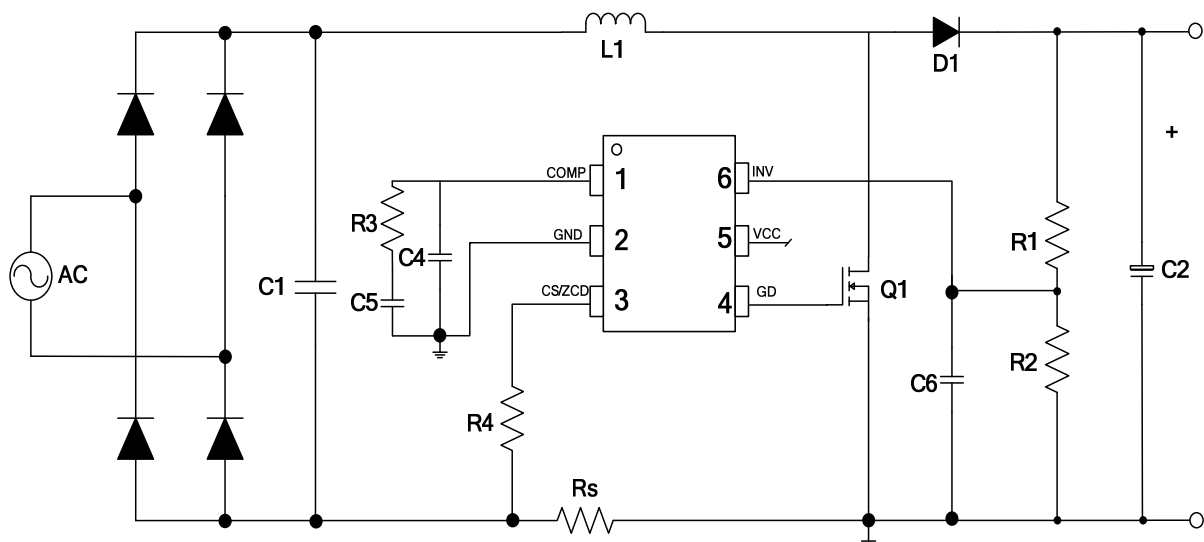 L1
D1
+
COMP
1
6
INV
R3
GND
2
5
VCC
R1
C4
AC
C1
C5
CS/ZCD
3
4
GD
Q1
C2
R2
C6
R4
Rs